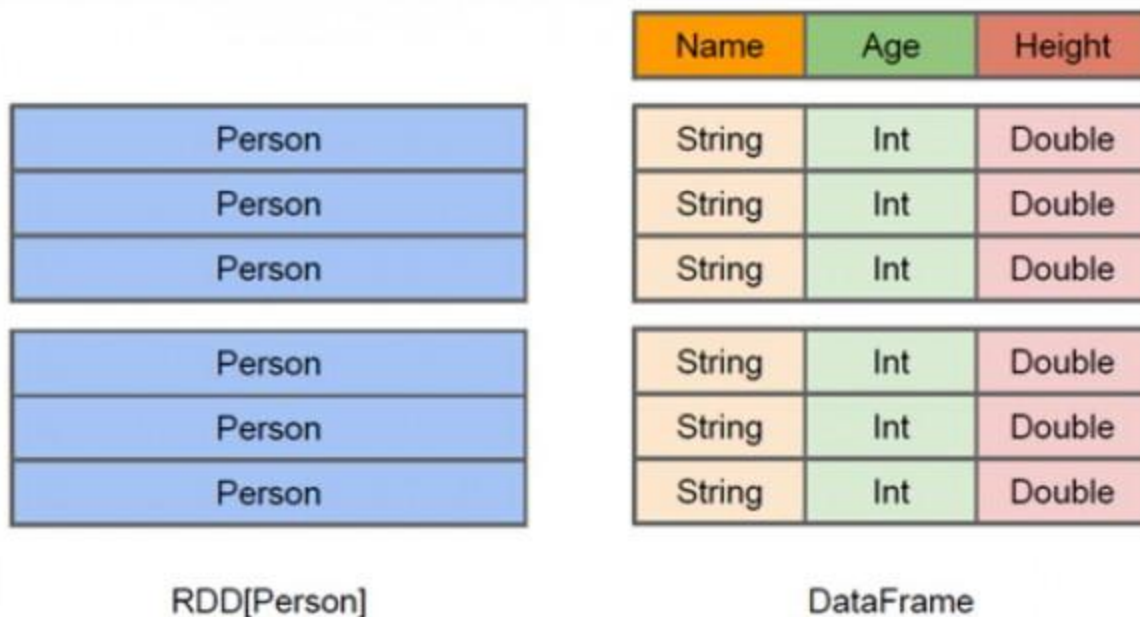 Name Age Height
Person String Int Double
Person String Int Double
Person String Int Double
Person String Int Double
Person String Int Double
Person String Int Double
RDD[Person] DataFrame